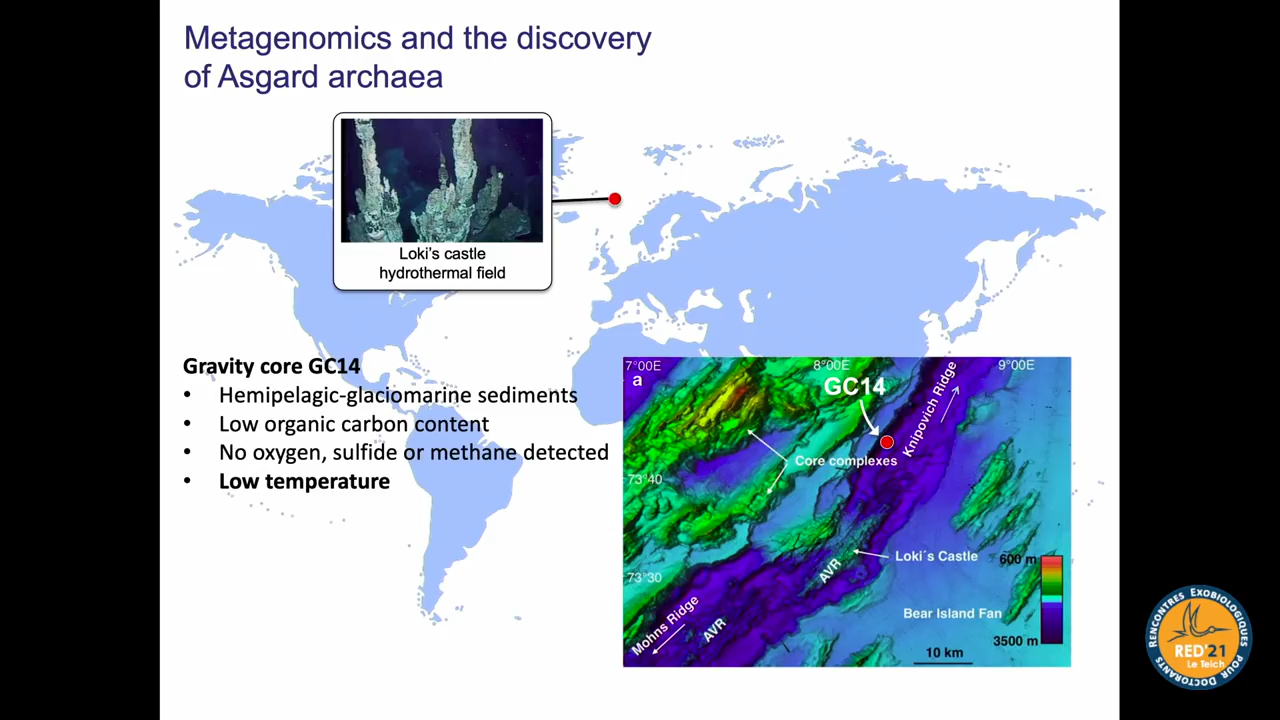 Metagenomics and the discovery
of Asgard archaea
Loki's castle
hydrothermal field
Gravity core GC14
• Hemipelagic-glaciomarine sediments
• Low organic carbon content
• No oxygen, sulfide or methane detected
• Low temperature
7°00E
8°00E
9°00E
a
GC14
Knipovich Ridge
Core complexes
73°40
Loki´s Castle
600 m
AVR
73°30
Bear Island Fan
Mohns Ridge
AVR
3500 m
10 km
RENCONTRES EXOBIOLOGIQUES
POUR DOCTORANTS
RED'21
Le Teich